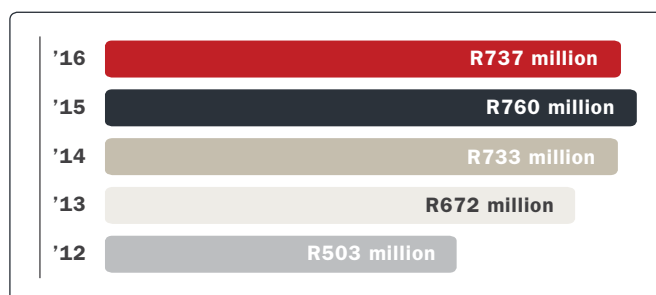 ’16 R737 million
’15 R760 million
’14 R733 million
’13 R672 million
’12 R503 million